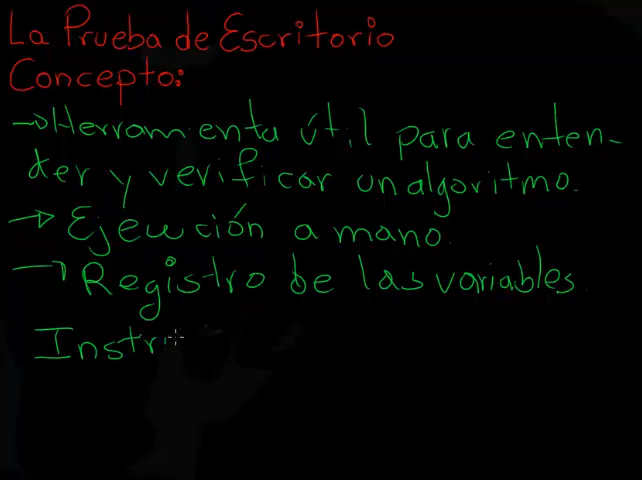 La Prueba de Escritorio
Concepto:
→ Herramienta útil para enten-
der y verificar un algoritmo.
→ Ejecución a mano.
→ Registro de las variables.
Instr